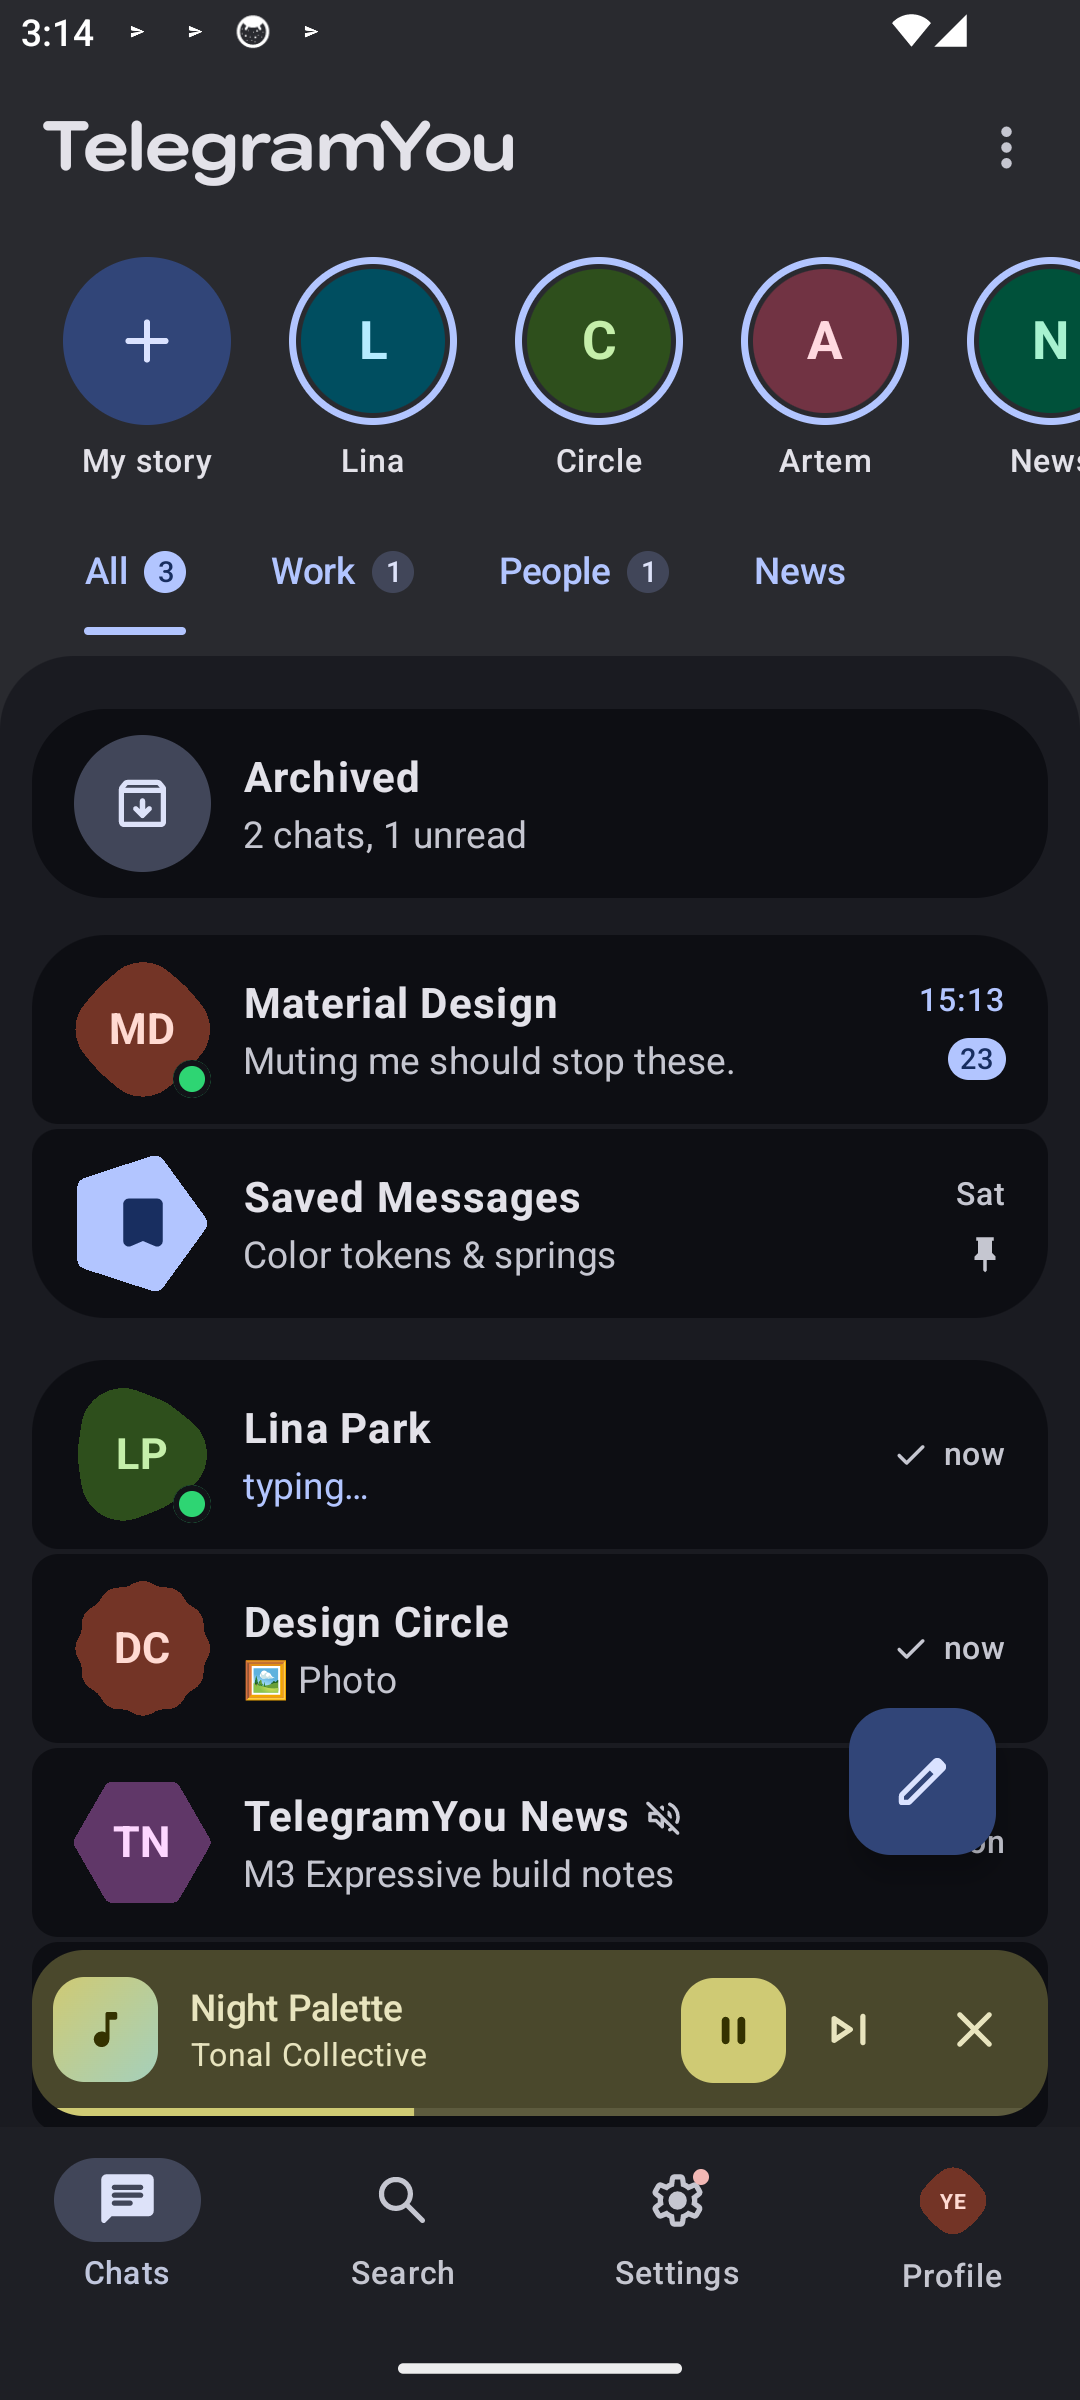 3:14
TelegramYou
L
C
A
N
My story
Lina
Circle
Artem
News
All 3
Work 1
People 1
News
Archived
2 chats, 1 unread
MD
Material Design
15:13
Muting me should stop these.
23
Saved Messages
Sat
Color tokens & springs
LP
Lina Park
now
typing…
DC
Design Circle
now
Photo
TN
TelegramYou News
M3 Expressive build notes
Night Palette
Tonal Collective
YE
Chats
Search
Settings
Profile